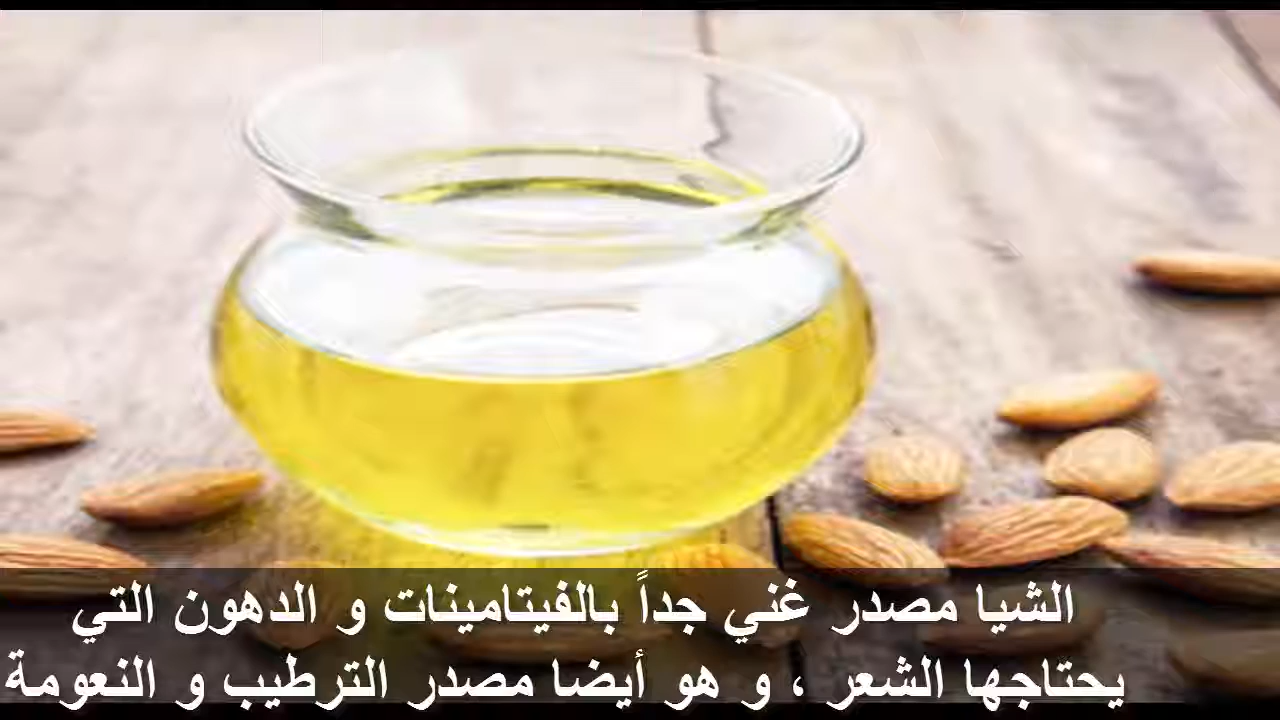 الشيا مصدر غني جداً بالفيتامينات و الدهون التي
يحتاجها الشعر ، و هو أيضا مصدر الترطيب و النعومة